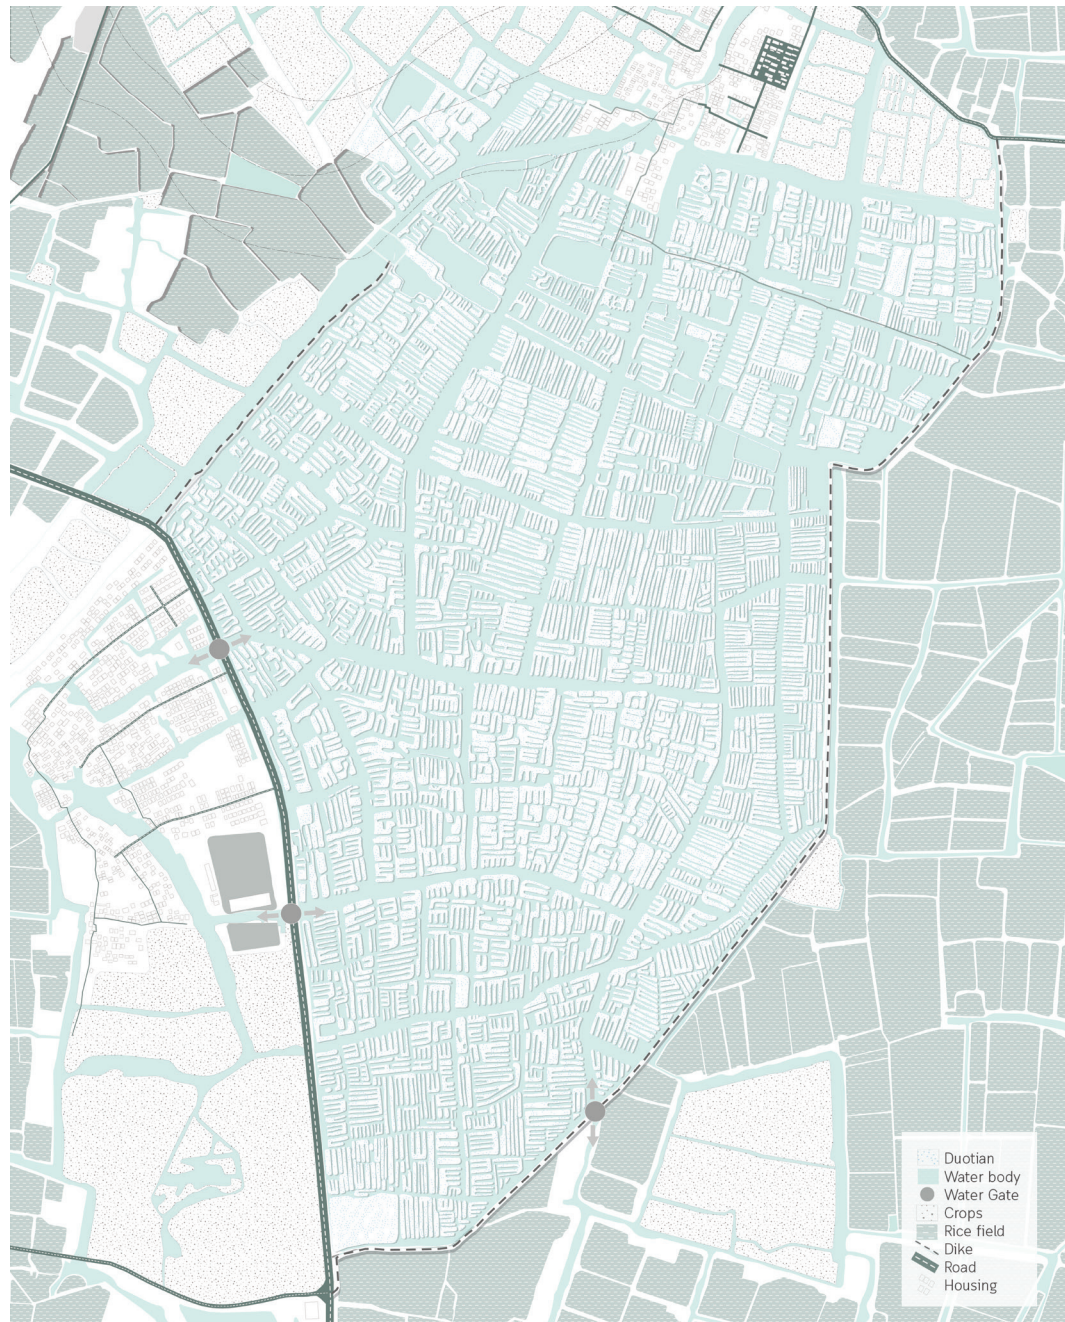 Duotian
Water body
Water Gate
Crops
Rice field
Dike
Road
Housing